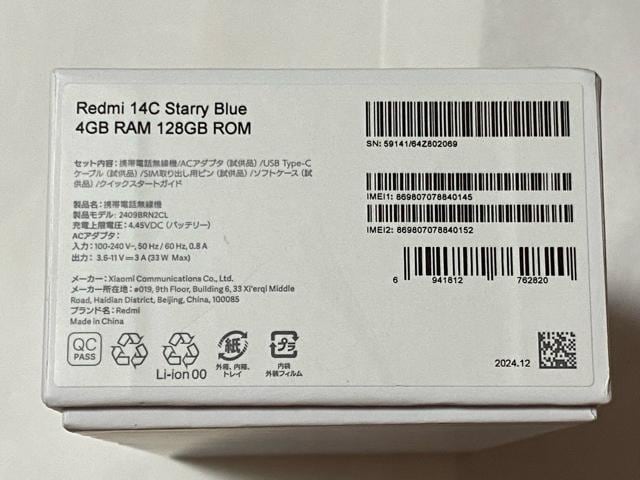 Redmi 14C Starry Blue
4GB RAM 128GB ROM
セット内容：携帯電話無線機/ACアダプタ (試供品) /USB Type-C
ケーブル (試供品) /SIM取り出し用ピン (試供品) /ソフトケース (試供
品) /クイックスタートガイド
製品名：携帯電話無線機
製品モデル: 2409BRN2CL
充電上限電圧：4.45VDC (バッテリー)
ACアダプタ：
入力：100-240 V~, 50 Hz / 60 Hz, 0.8 A
出力：3.6-11 V⎓3 A (33 W Max)
メーカー：Xiaomi Communications Co., Ltd.
メーカー所在地：#019, 9th Floor, Building 6, 33 Xi'erqi Middle
Road, Haidian District, Beijing, China, 100085
ブランド名：Redmi
Made in China
QC
PASS
Li-ion 00
紙
外箱、内箱、
トレイ
プラ
内袋
外装フィルム
SN: 59141/64Z802069
IMEI1: 869807078840145
IMEI2: 869807078840152
6 941812 762820
2024.12